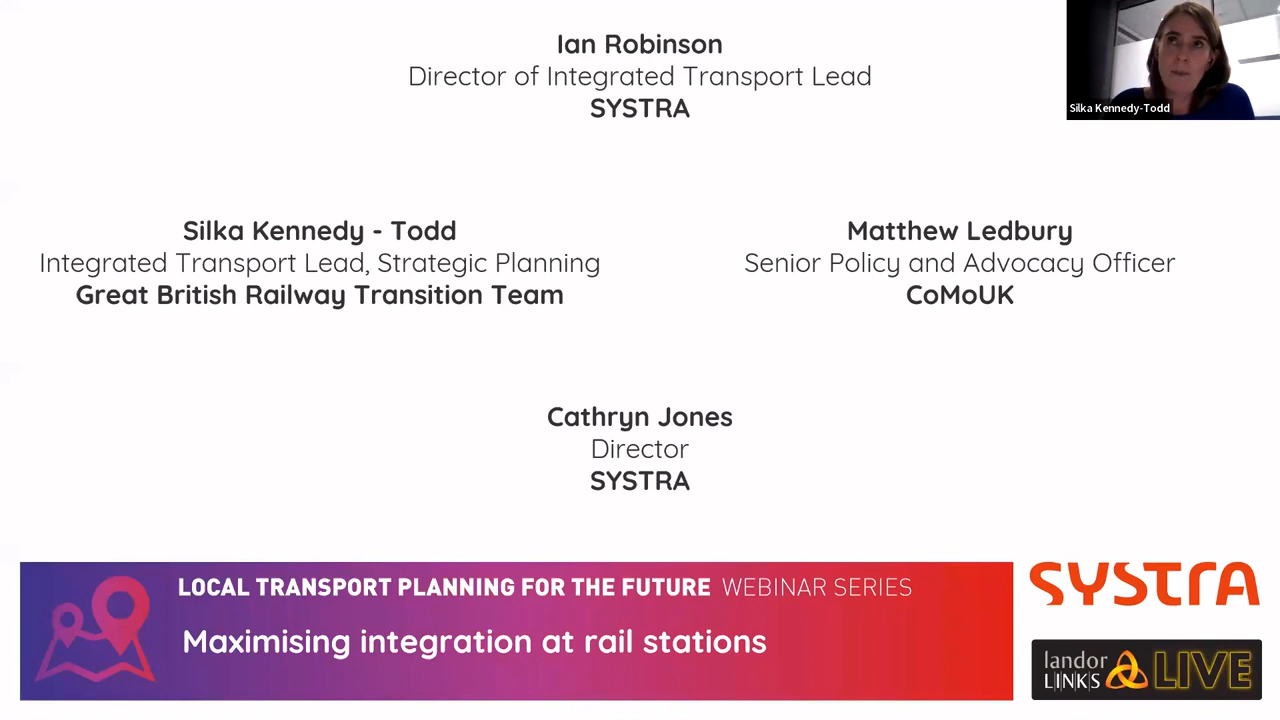 Ian Robinson
Director of Integrated Transport Lead
SYSTRA
Silka Kennedy-Todd
Silka Kennedy - Todd
Integrated Transport Lead, Strategic Planning
Great British Railway Transition Team
Matthew Ledbury
Senior Policy and Advocacy Officer
CoMoUK
Cathryn Jones
Director
SYSTRA
LOCAL TRANSPORT PLANNING FOR THE FUTURE WEBINAR SERIES
Maximising integration at rail stations
SYSTRA
landor
LINKS LIVE